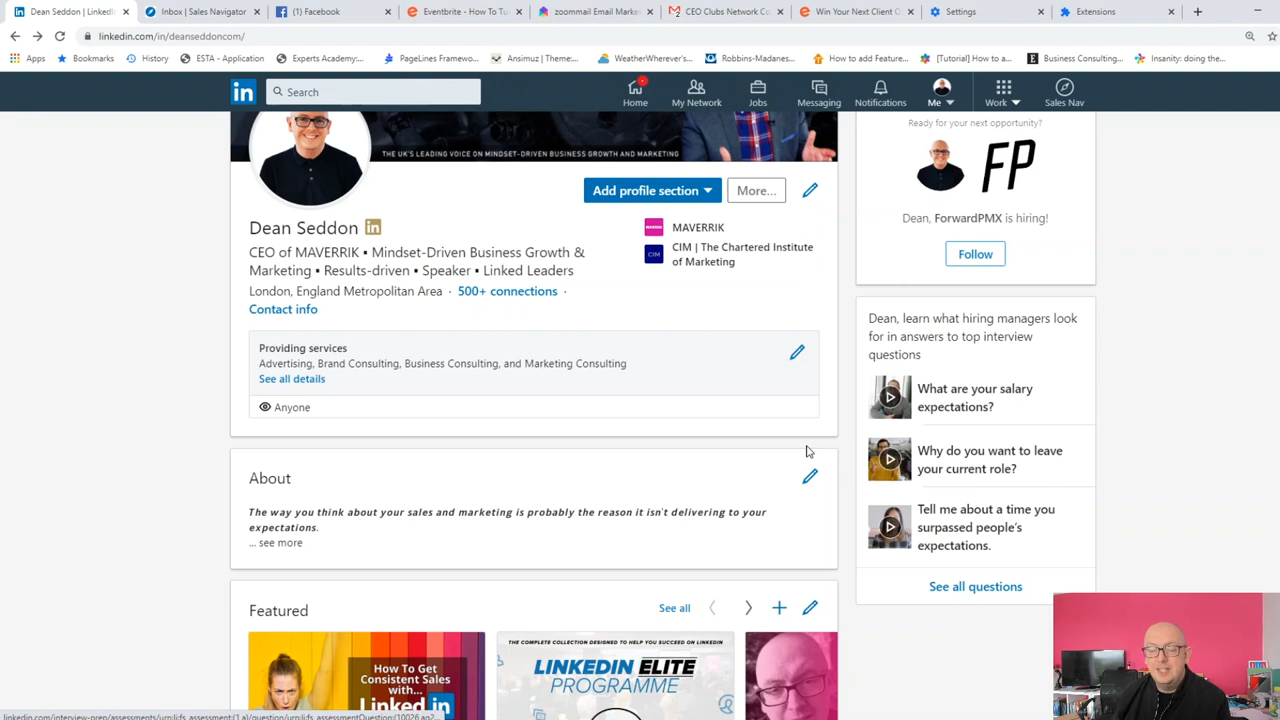 Dean Seddon | LinkedIn
Inbox | Sales Navigator
(1) Facebook
Eventbrite - How To Tu
zoommail Email Marke
CEO Clubs Network Co
Win Your Next Client O
Settings
Extensions
linkedin.com/in/deanseddoncom/
Apps
Bookmarks
History
ESTA - Application
Experts Academy:...
PageLines Framewo...
Ansimuz | Theme:...
WeatherWherever's...
Robbins-Madanes...
How to add Feature...
[Tutorial] How to a...
Business Consulting...
Insanity: doing the...
in
Search
Home
My Network
Jobs
Messaging
Notifications
Me
Work
Sales Nav
THE UK'S LEADING VOICE ON MINDSET-DRIVEN BUSINESS GROWTH AND MARKETING
Add profile section
More...
Dean Seddon in
CEO of MAVERRIK ▪ Mindset-Driven Business Growth &
Marketing ▪ Results-driven ▪ Speaker ▪ Linked Leaders
London, England Metropolitan Area · 500+ connections ·
Contact info
MAVERRIK
CIM
CIM | The Chartered Institute
of Marketing
Providing services
Advertising, Brand Consulting, Business Consulting, and Marketing Consulting
See all details
Anyone
About
The way you think about your sales and marketing is probably the reason it isn't delivering to your
expectations.
... see more
Featured
See all
How To Get
Consistent Sales
with...
Linked in
THE COMPLETE COLLECTION DESIGNED TO HELP YOU SUCCEED ON LINKEDIN
LINKEDIN ELITE
PROGRAMME
Ready for your next opportunity?
FP
Dean, ForwardPMX is hiring!
Follow
Dean, learn what hiring managers look
for in answers to top interview
questions
What are your salary
expectations?
Why do you want to leave
your current role?
Tell me about a time you
surpassed people's
expectations.
See all questions